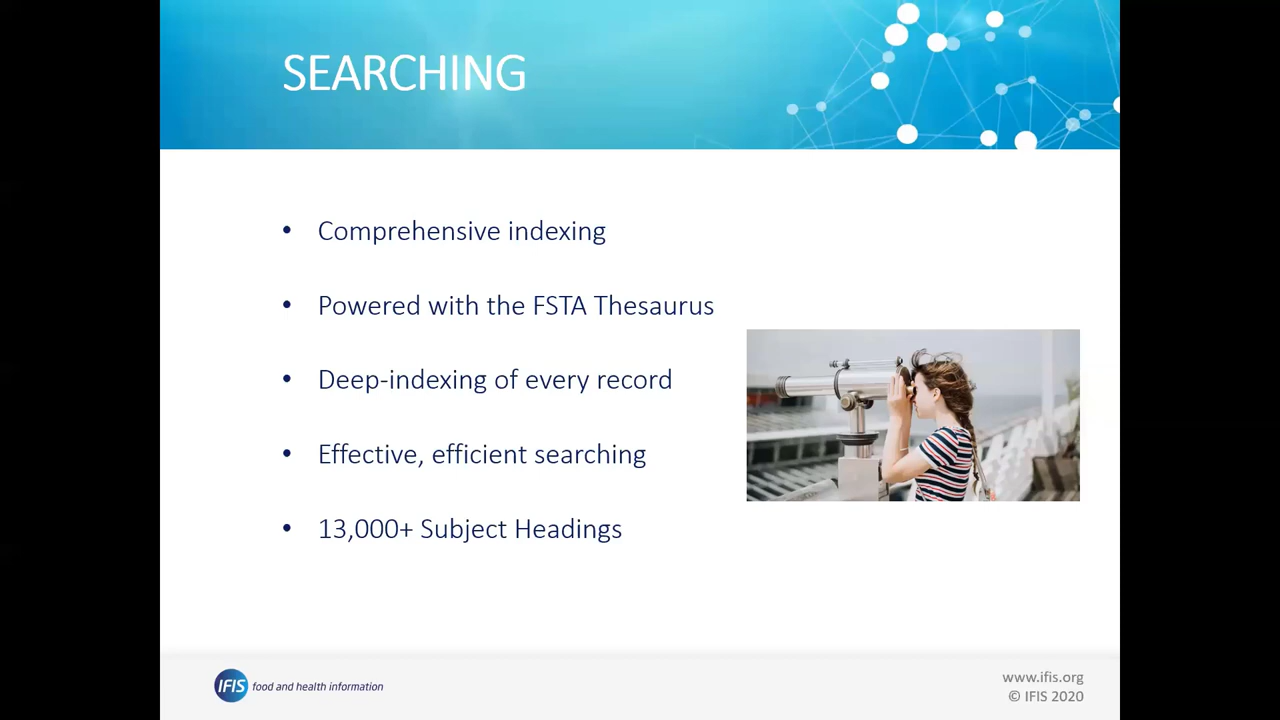 SEARCHING
• Comprehensive indexing
• Powered with the FSTA Thesaurus
• Deep-indexing of every record
• Effective, efficient searching
• 13,000+ Subject Headings
IFIS food and health information
www.ifis.org
© IFIS 2020